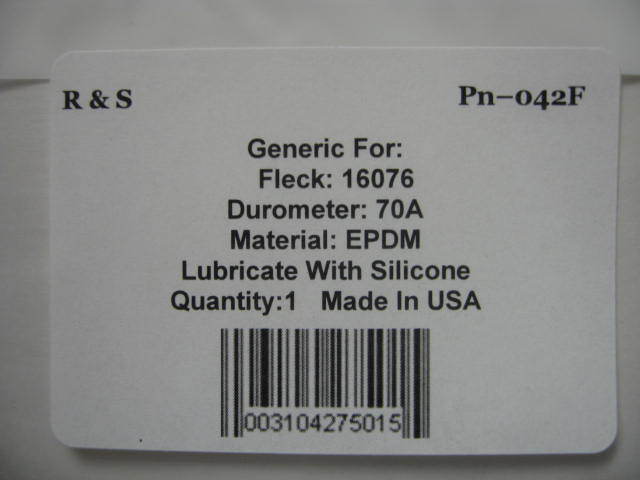 R & S Pn-042F
Generic For:
Fleck: 16076
Durometer: 70A
Material: EPDM
Lubricate With Silicone
Quantity:1 Made In USA
003104275015